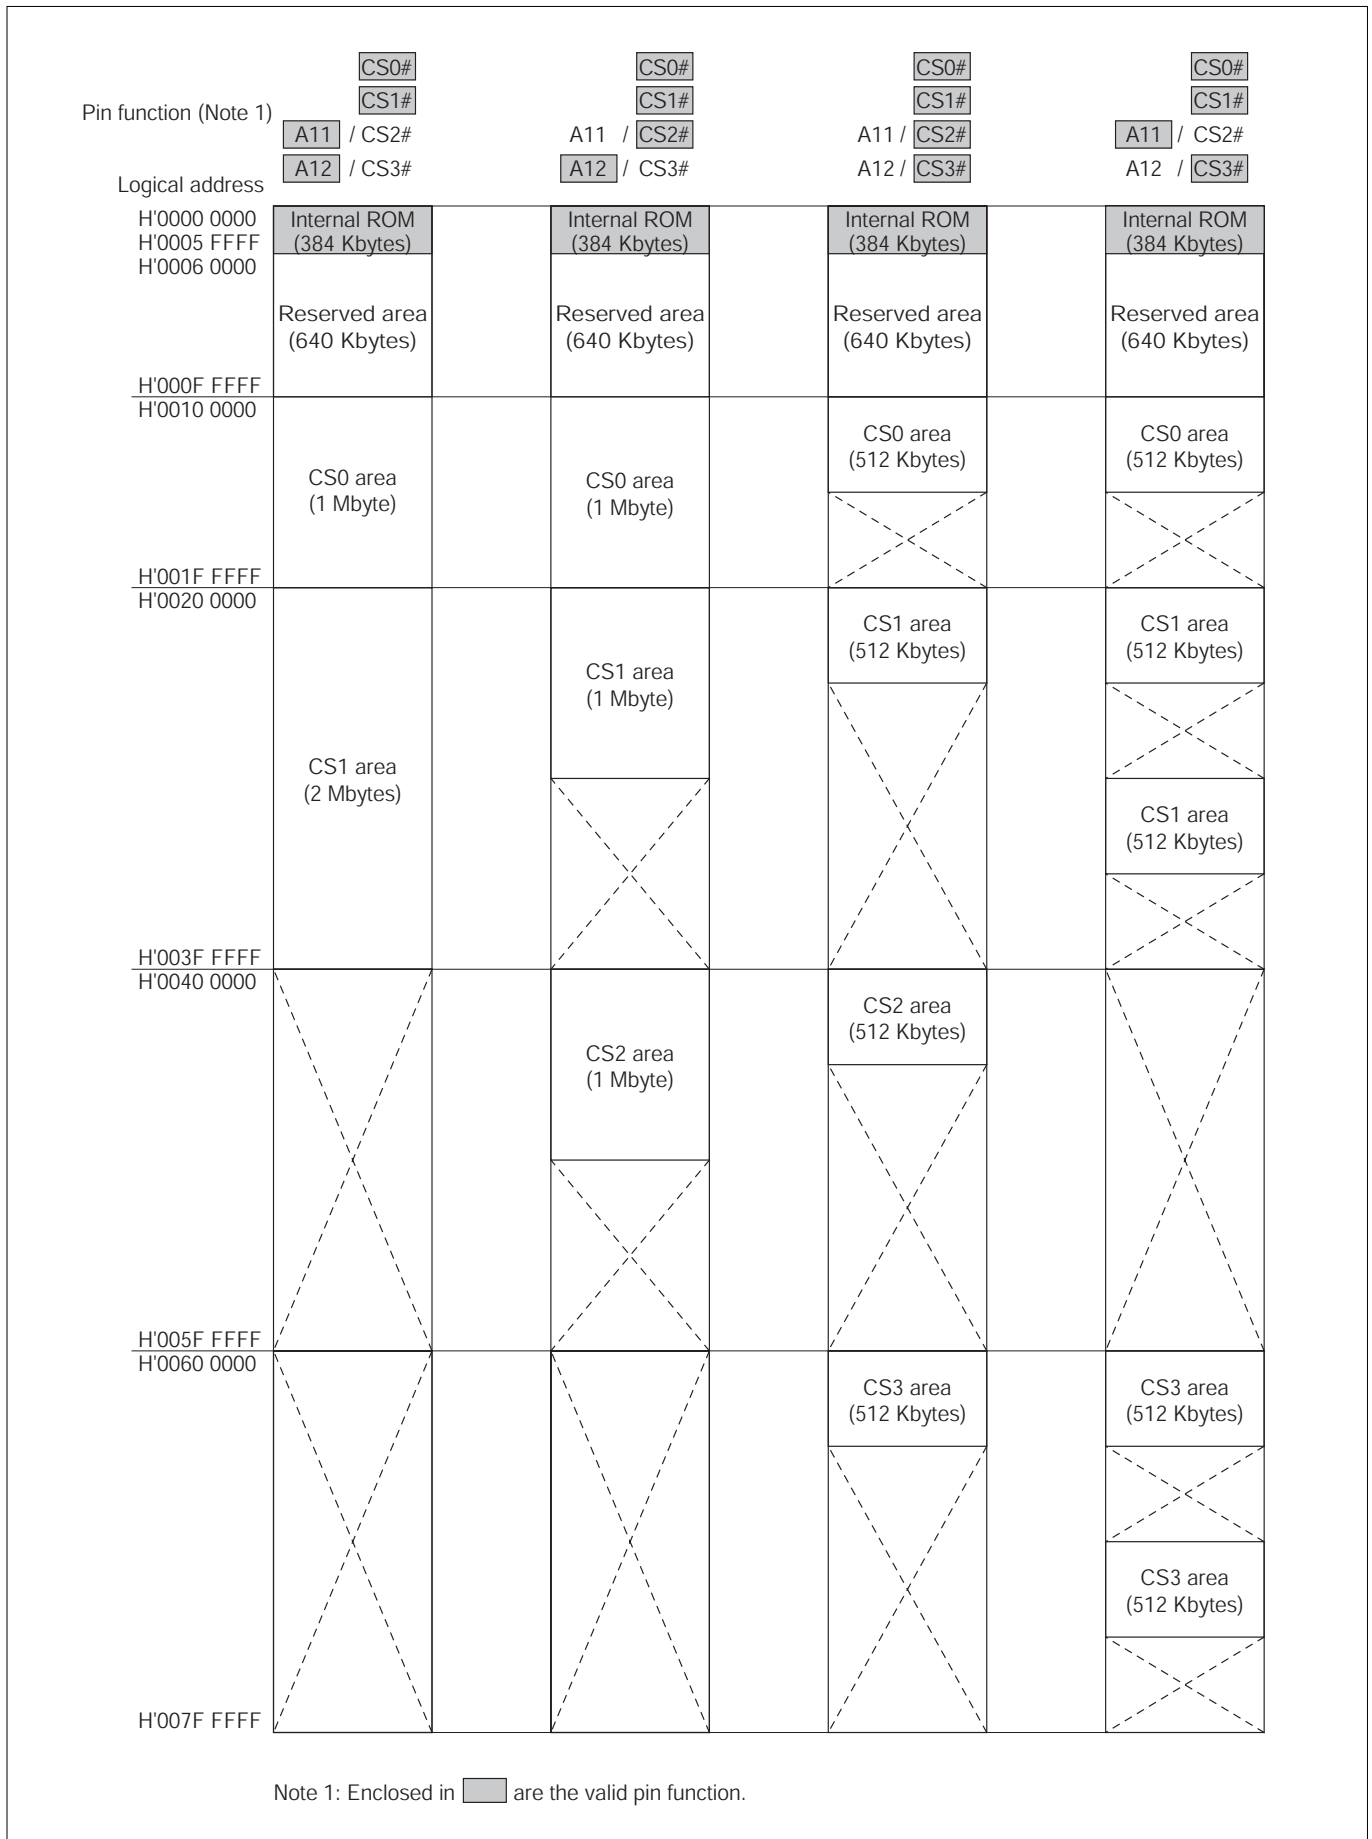 CS0# CS0# CS0# CS0#
Pin function (Note 1) CS1# CS1# CS1# CS1#
A11 / CS2# A11 / CS2# A11 / CS2# A11 / CS2#
A12 / CS3# A12 / CS3# A12 / CS3# A12 / CS3#
Logical address
H'0000 0000 Internal ROM Internal ROM Internal ROM Internal ROM
H'0005 FFFF (384 Kbytes) (384 Kbytes) (384 Kbytes) (384 Kbytes)
H'0006 0000
Reserved area Reserved area Reserved area Reserved area
(640 Kbytes) (640 Kbytes) (640 Kbytes) (640 Kbytes)
H'000F FFFF
H'0010 0000
CS0 area CS0 area
(512 Kbytes) (512 Kbytes)
CS0 area CS0 area
(1 Mbyte) (1 Mbyte)
H'001F FFFF
H'0020 0000
CS1 area CS1 area
(512 Kbytes) (512 Kbytes)
CS1 area
(1 Mbyte)
CS1 area
(2 Mbytes)
CS1 area
(512 Kbytes)
H'003F FFFF
H'0040 0000
CS2 area
(512 Kbytes)
CS2 area
(1 Mbyte)
H'005F FFFF
H'0060 0000
CS3 area CS3 area
(512 Kbytes) (512 Kbytes)
CS3 area
(512 Kbytes)
H'007F FFFF
Note 1: Enclosed in are the valid pin function.